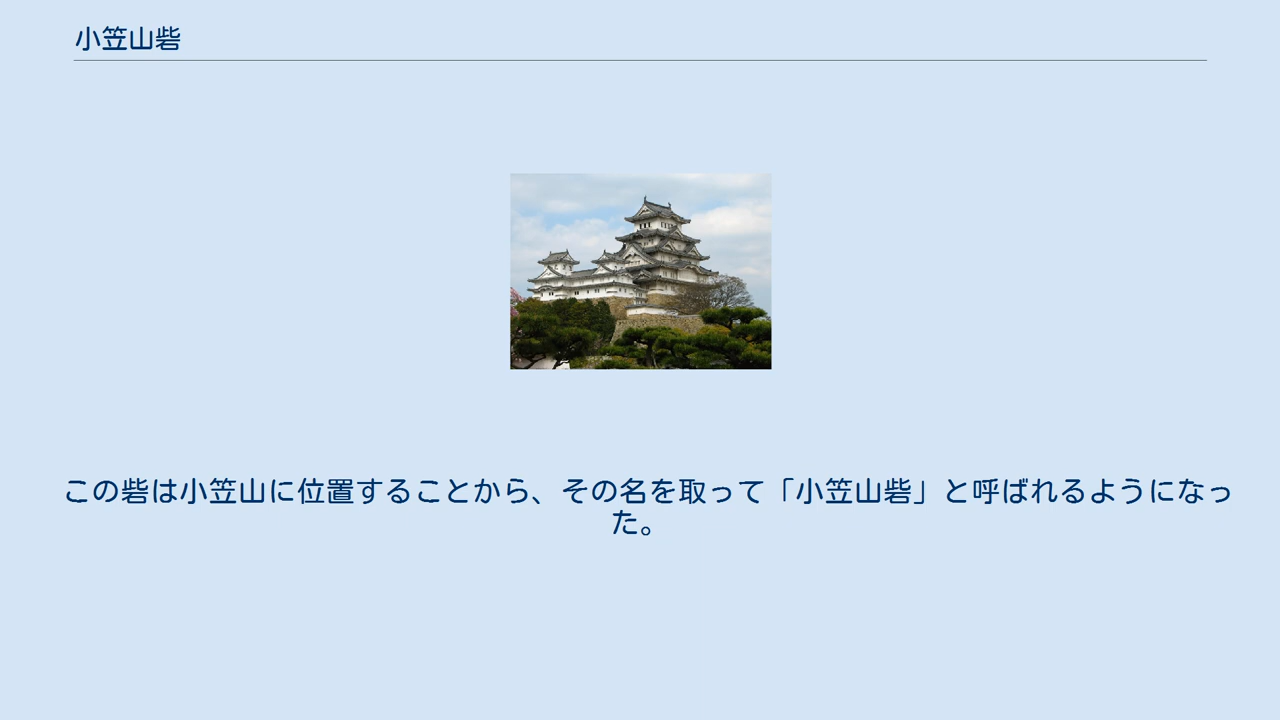 小笠山砦
この砦は小笠山に位置することから、その名を取って「小笠山砦」と呼ばれるようになっ
た。